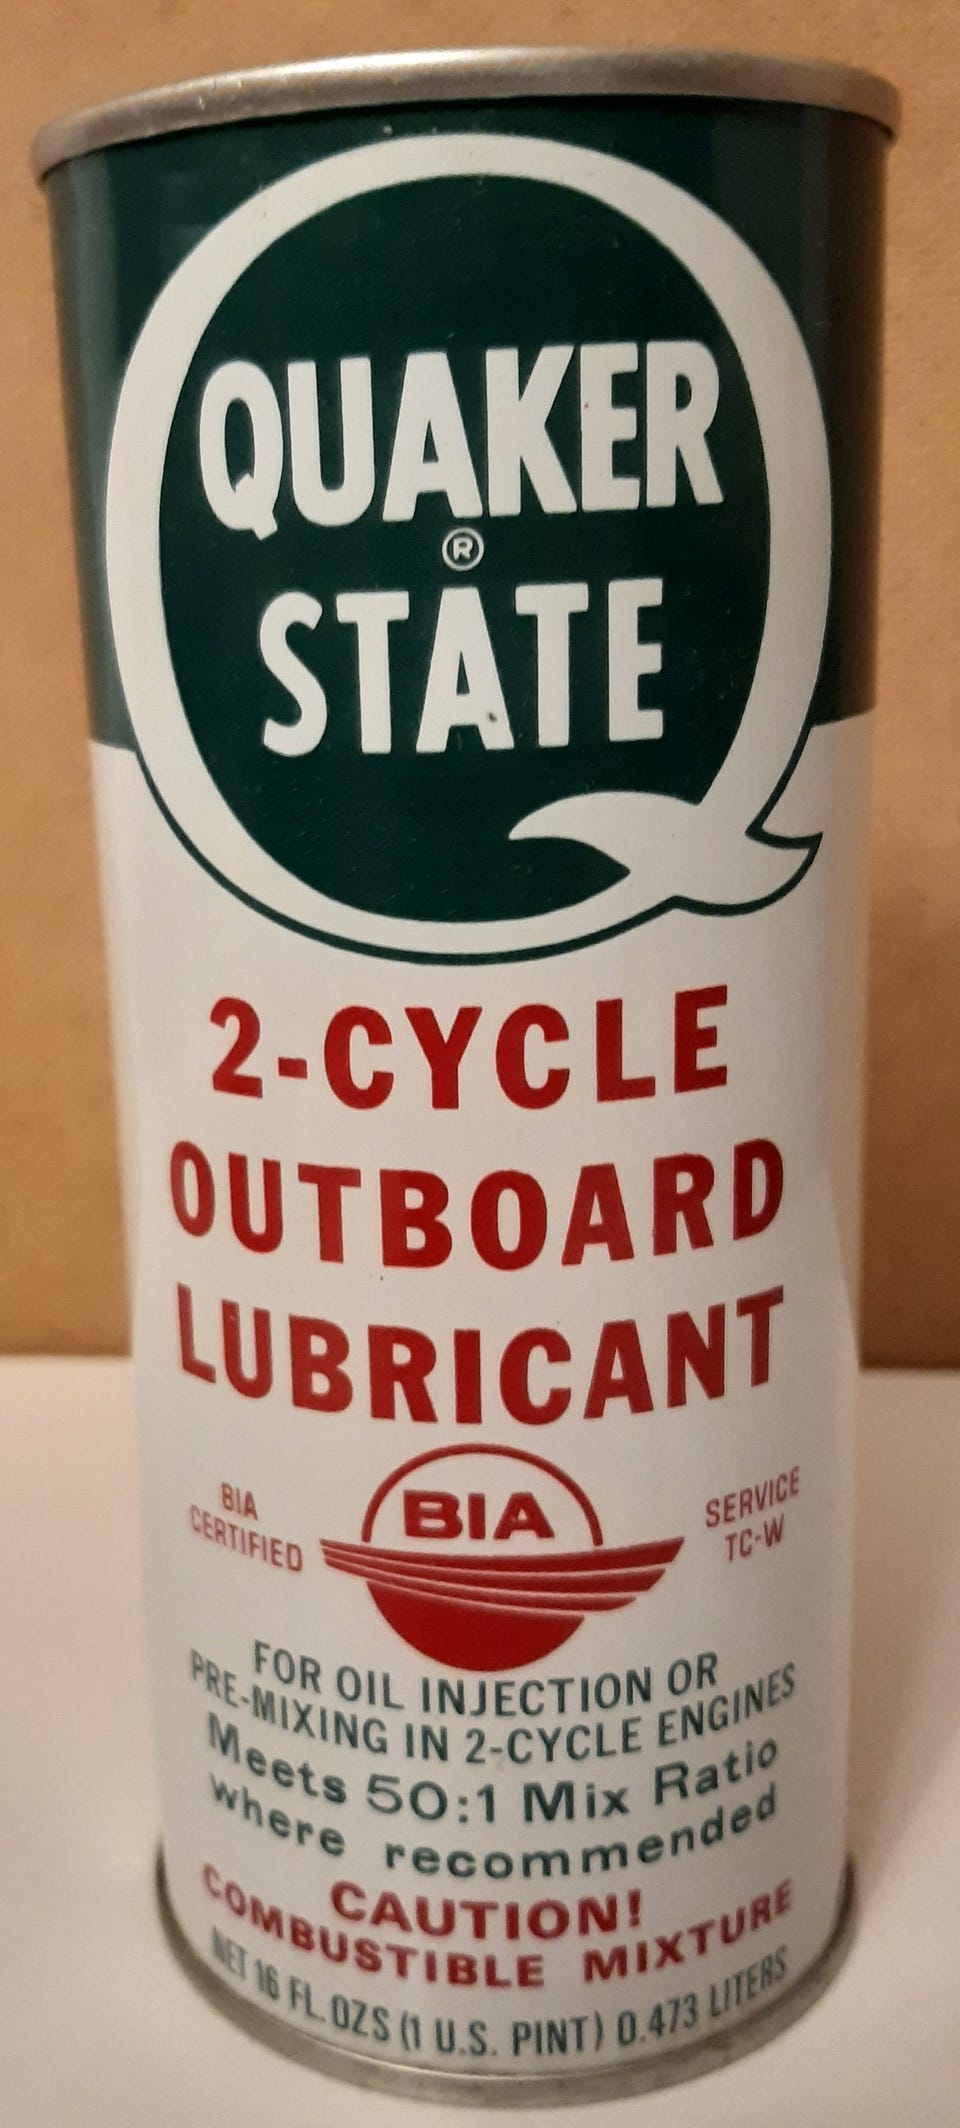 QUAKER
®
STATE
2-CYCLE
OUTBOARD
LUBRICANT
BIA
CERTIFIED
BIA
SERVICE
TC-W
FOR OIL INJECTION OR
PRE-MIXING IN 2-CYCLE ENGINES
Meets 50:1 Mix Ratio
where recommended
CAUTION!
COMBUSTIBLE MIXTURE
NET 16 FL.OZS (1 U.S. PINT) 0.473 LITERS